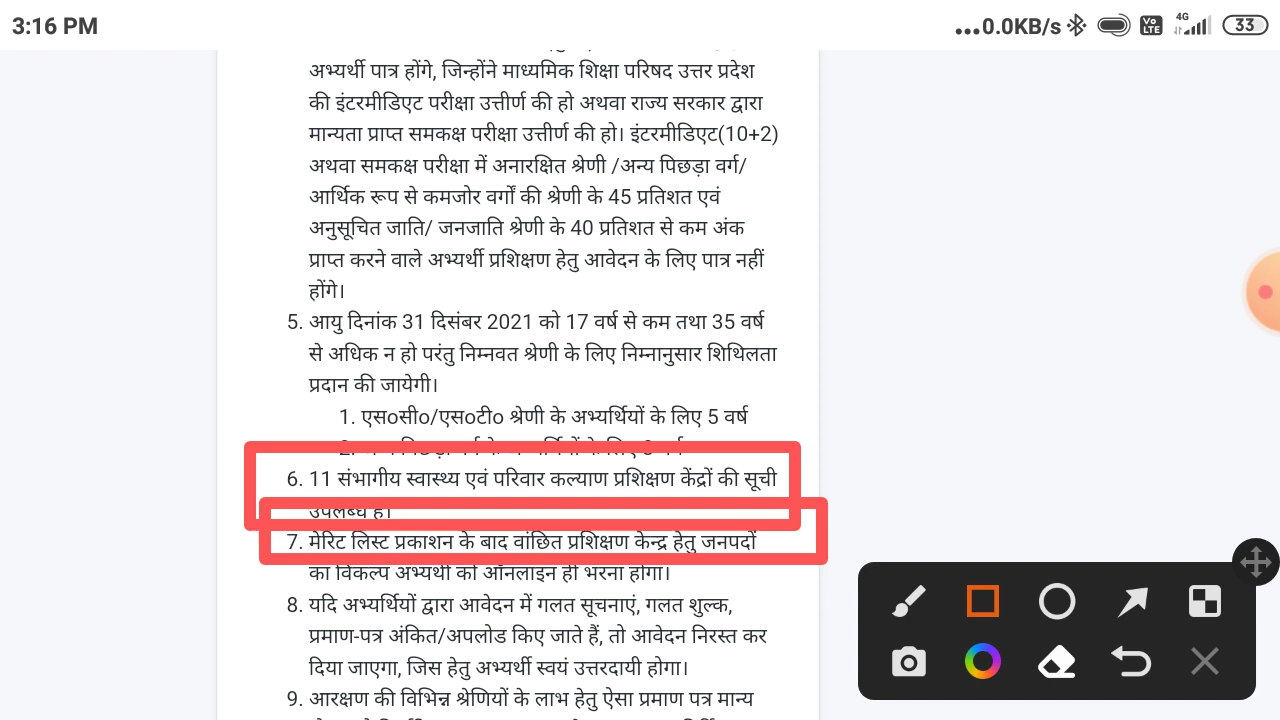 3:16 PM
...0.0KB/s
Vo LTE
4G
33
अभ्यर्थी पात्र होंगे, जिन्होंने माध्यमिक शिक्षा परिषद उत्तर प्रदेश
की इंटरमीडिएट परीक्षा उत्तीर्ण की हो अथवा राज्य सरकार द्वारा
मान्यता प्राप्त समकक्ष परीक्षा उत्तीर्ण की हो। इंटरमीडिएट(10+2)
अथवा समकक्ष परीक्षा में अनारक्षित श्रेणी /अन्य पिछड़ा वर्ग/
आर्थिक रूप से कमजोर वर्गों की श्रेणी के 45 प्रतिशत एवं
अनुसूचित जाति/ जनजाति श्रेणी के 40 प्रतिशत से कम अंक
प्राप्त करने वाले अभ्यर्थी प्रशिक्षण हेतु आवेदन के लिए पात्र नहीं
होंगे।
5. आयु दिनांक 31 दिसंबर 2021 को 17 वर्ष से कम तथा 35 वर्ष
से अधिक न हो परंतु निम्नवत श्रेणी के लिए निम्नानुसार शिथिलता
प्रदान की जायेगी।
1. एसoसीo/एसoटीo श्रेणी के अभ्यर्थियों के लिए 5 वर्ष
6. 11 संभागीय स्वास्थ्य एवं परिवार कल्याण प्रशिक्षण केंद्रों की सूची
उपलब्ध है।
7. मेरिट लिस्ट प्रकाशन के बाद वांछित प्रशिक्षण केन्द्र हेतु जनपदों
का विकल्प अभ्यर्थी को ऑनलाइन ही भरना होगा।
8. यदि अभ्यर्थियों द्वारा आवेदन में गलत सूचनाएं, गलत शुल्क,
प्रमाण-पत्र अंकित/अपलोड किए जाते हैं, तो आवेदन निरस्त कर
दिया जाएगा, जिस हेतु अभ्यर्थी स्वयं उत्तरदायी होगा।
9. आरक्षण की विभिन्न श्रेणियों के लाभ हेतु ऐसा प्रमाण पत्र मान्य